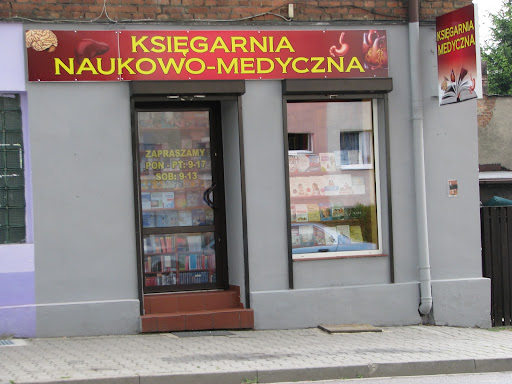 KSIĘGARNIA
NAUKOWO-MEDYCZNA
KSIĘGARNIA
MEDYCZNA
ZAPRASZAMY
PON - PT: 9-17
SOB: 9-13